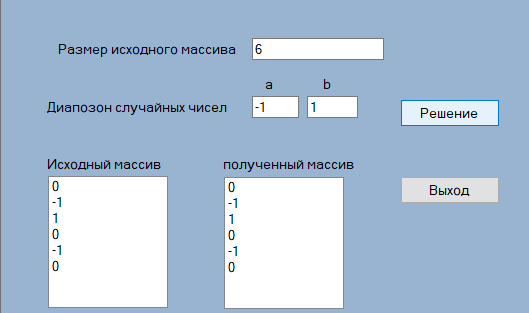 Размер исходного массива 6
a b
Диапозон случайных чисел -1 1
Решение
Исходный массив полученный массив
Выход
0 0
-1 -1
1 1
0 0
-1 -1
0 0